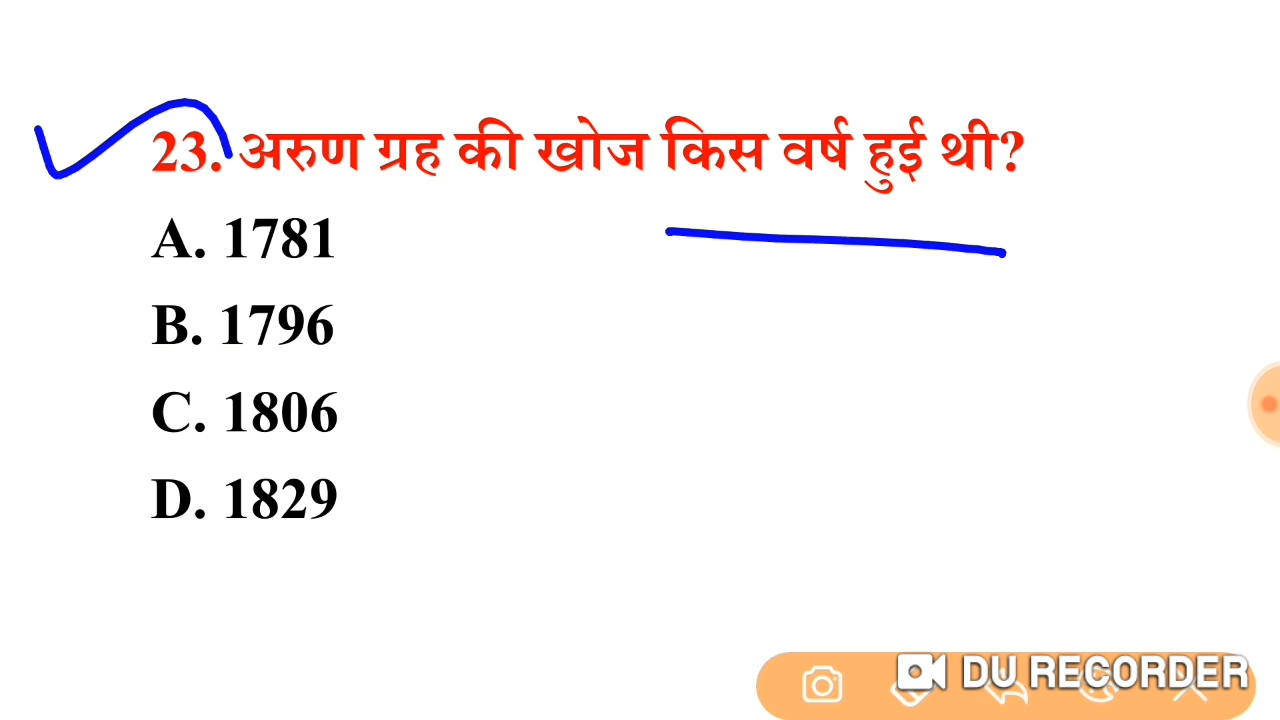 23. अरुण ग्रह की खोज किस वर्ष हुई थी?
A. 1781
B. 1796
C. 1806
D. 1829
DU RECORDER